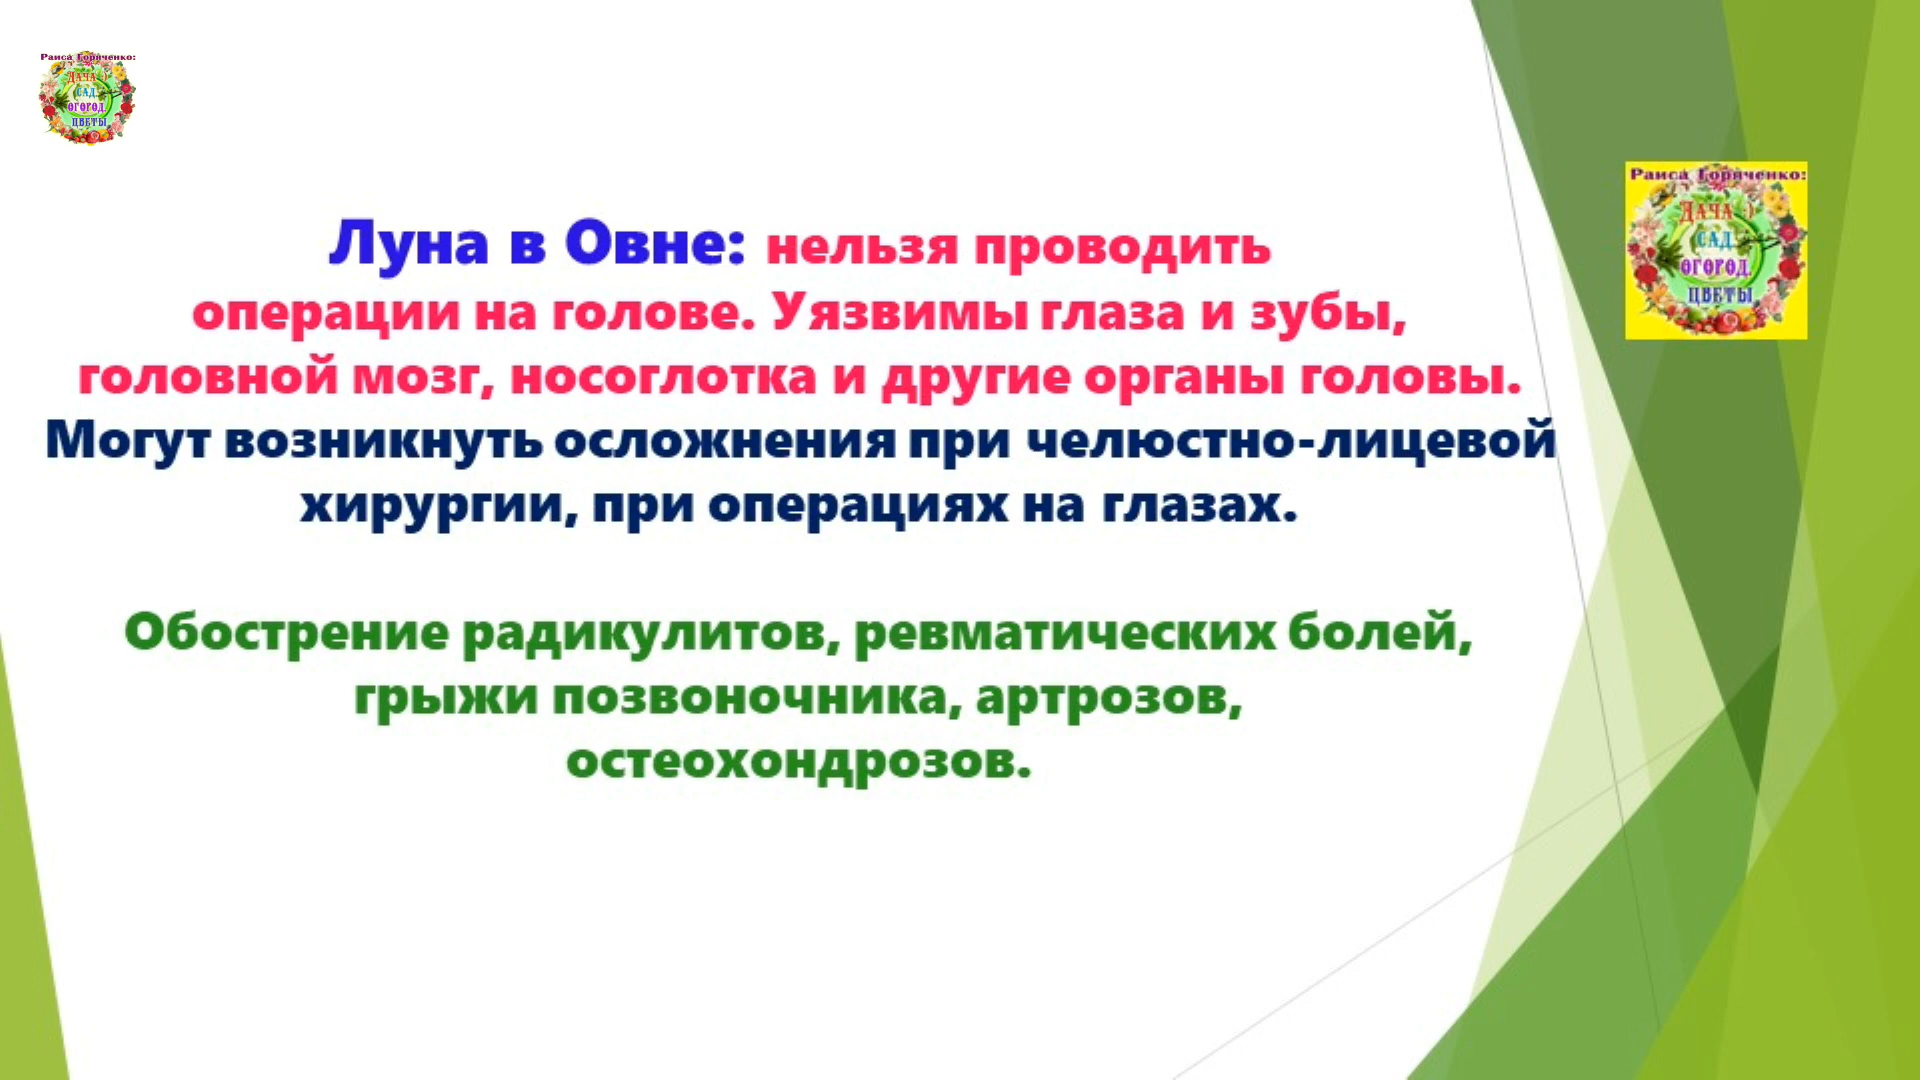 Раиса Горяченко:
ДАЧА
САД
ОГОРОД,
ЦВЕТЫ
Раиса Горяченко:
ДАЧА
САД
ОГОРОД,
ЦВЕТЫ
Луна в Овне: нельзя проводить
операции на голове. Уязвимы глаза и зубы,
головной мозг, носоглотка и другие органы головы.
Могут возникнуть осложнения при челюстно-лицевой
хирургии, при операциях на глазах.
Обострение радикулитов, ревматических болей,
грыжи позвоночника, артрозов,
остеохондрозов.